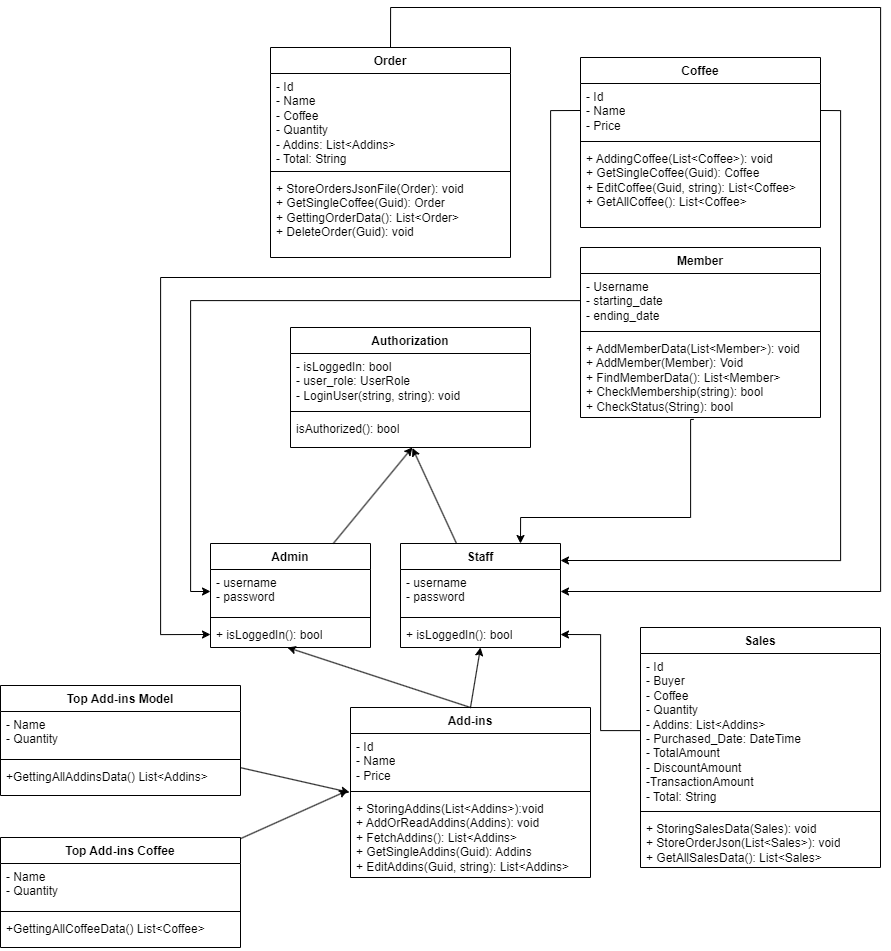 Order
- Id
- Name
- Coffee
- Quantity
- Addins: List<Addins>
- Total: String
+ StoreOrdersJsonFile(Order): void
+ GetSingleCoffee(Guid): Order
+ GettingOrderData(): List<Order>
+ DeleteOrder(Guid): void
Coffee
- Id
- Name
- Price
+ AddingCoffee(List<Coffee>): void
+ GetSingleCoffee(Guid): Coffee
+ EditCoffee(Guid, string): List<Coffee>
+ GetAllCoffee(): List<Coffee>
Member
- Username
- starting_date
- ending_date
+ AddMemberData(List<Member>): void
+ AddMember(Member): Void
+ FindMemberData(): List<Member>
+ CheckMembership(string): bool
+ CheckStatus(String): bool
Authorization
- isLoggedIn: bool
- user_role: UserRole
- LoginUser(string, string): void
isAuthorized(): bool
Admin
- username
- password
+ isLoggedIn(): bool
Staff
- username
- password
+ isLoggedIn(): bool
Sales
- Id
- Buyer
- Coffee
- Quantity
- Addins: List<Addins>
- Purchased_Date: DateTime
- TotalAmount
- DiscountAmount
-TransactionAmount
- Total: String
+ StoringSalesData(Sales): void
+ StoreOrderJson(List<Sales>): void
+ GetAllSalesData(): List<Sales>
Top Add-ins Model
- Name
- Quantity
+GettingAllAddinsData() List<Addins>
Add-ins
- Id
- Name
- Price
+ StoringAddins(List<Addins>):void
+ AddOrReadAddins(Addins): void
+ FetchAddins(): List<Addins>
+ GetSingleAddins(Guid): Addins
+ EditAddins(Guid, string): List<Addins>
Top Add-ins Coffee
- Name
- Quantity
+GettingAllCoffeeData() List<Coffee>